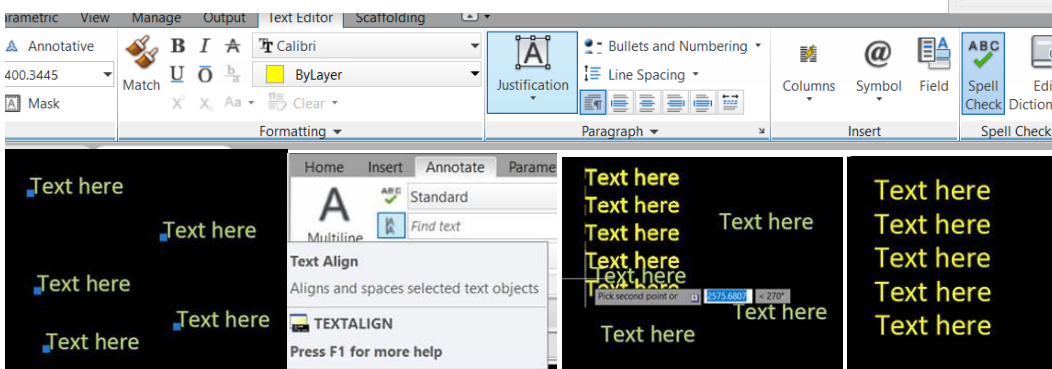 arametric View Manage Output Text Editor Scaffolding
Annotative
400.3445
Mask
Match
B I A
U O b/a
X² X₂ Aa Clear
Calibri
ByLayer
Formatting
Justification
Bullets and Numbering
Line Spacing
Paragraph
Columns
@
Symbol
Field
Insert
ABC
Spell
Check
Edi
Diction
Spell Check
Text here
Text here
Text here
Text here
Text here
Home Insert Annotate Parame
A
Multiline
ABC
Standard
Find text
Text Align
Aligns and spaces selected text objects
TEXTALIGN
Press F1 for more help
Text here
Text here
Text here
Text here
Text here
Text here
Text here
Pick second point or 2575.6807 < 270°
Text here
Text here
Text here
Text here
Text here
Text here
Text here